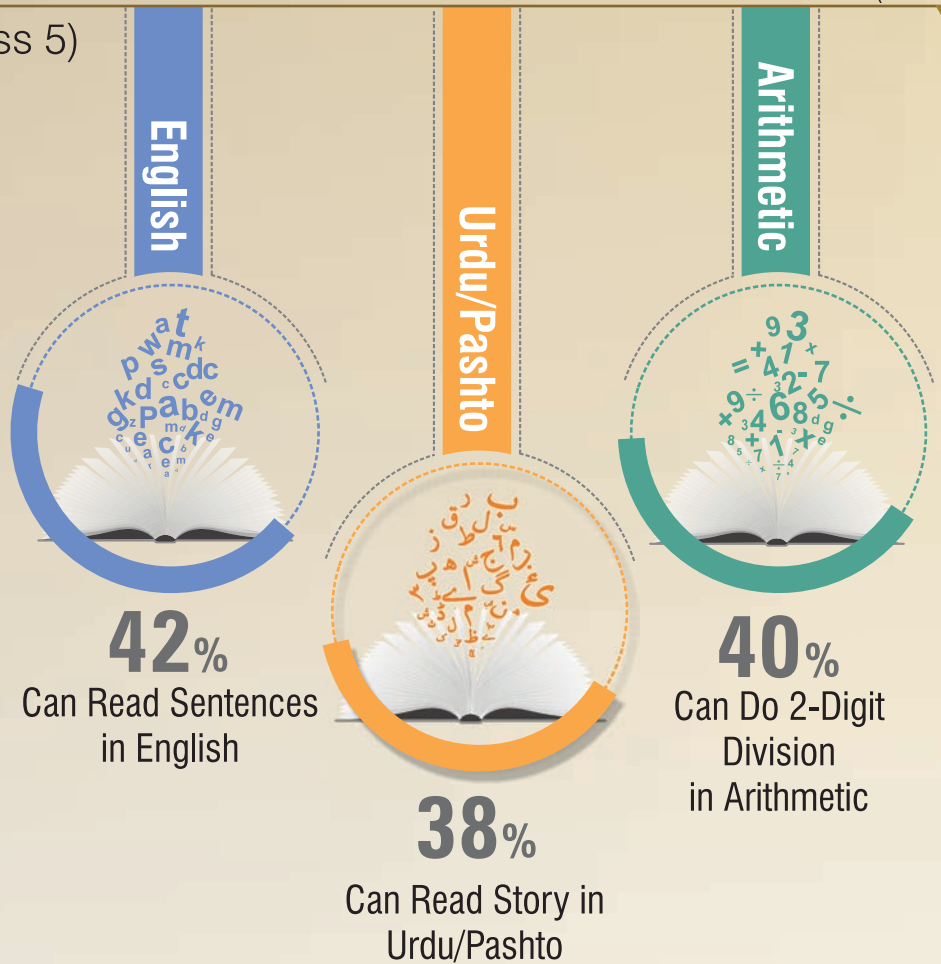 ss 5)
English
Urdu/Pashto
Arithmetic
42%
Can Read Sentences
in English
38%
Can Read Story in
Urdu/Pashto
40%
Can Do 2-Digit
Division
in Arithmetic